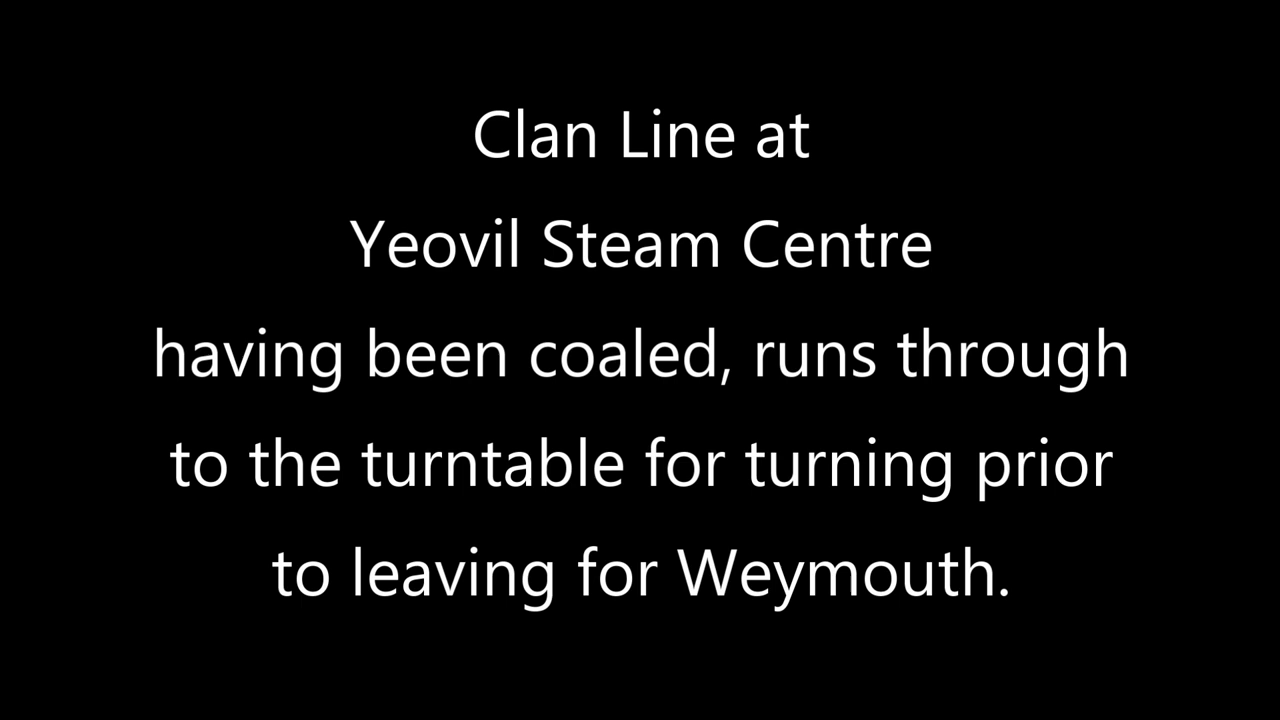 Clan Line at
Yeovil Steam Centre
having been coaled, runs through
to the turntable for turning prior
to leaving for Weymouth.